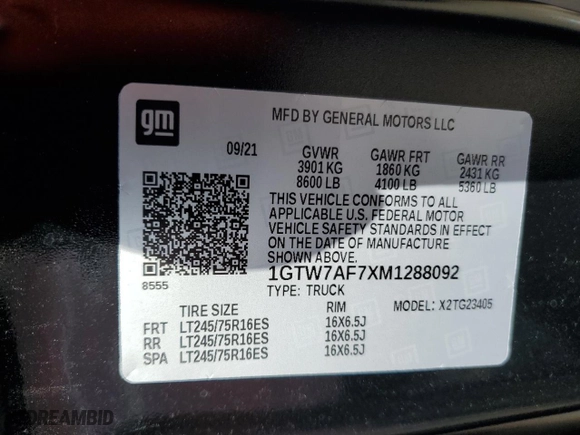 gm
MFD BY GENERAL MOTORS LLC
09/21 GVWR GAWR FRT GAWR RR
3901 KG 1860 KG 2431 KG
8600 LB 4100 LB 5360 LB
THIS VEHICLE CONFORMS TO ALL
APPLICABLE U.S. FEDERAL MOTOR
VEHICLE SAFETY STANDARDS IN EFFECT
ON THE DATE OF MANUFACTURE
SHOWN ABOVE.
1GTW7AF7XM1288092
8555 TYPE: TRUCK MODEL: X2TG23405
TIRE SIZE RIM
FRT LT245/75R16ES 16X6.5J
RR LT245/75R16ES 16X6.5J
SPA LT245/75R16ES 16X6.5J
DREAMBID